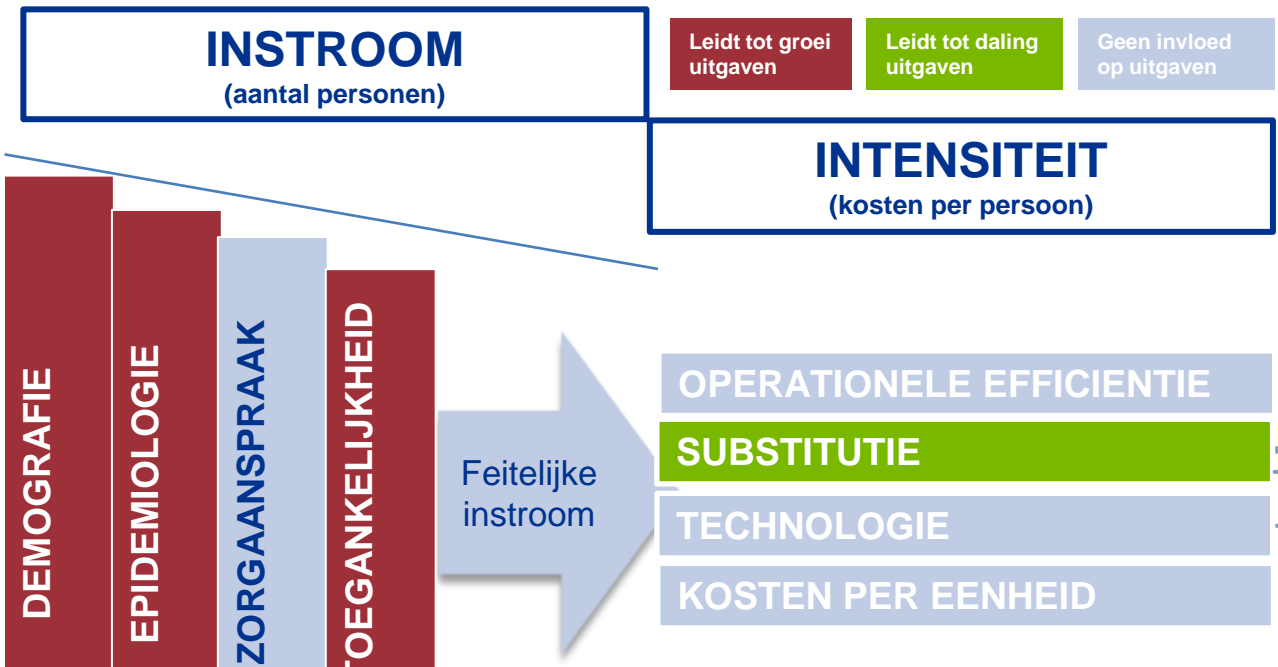 INSTROOM
(aantal personen)
Leidt tot groei
uitgaven
Leidt tot daling
uitgaven
Geen invloed
op uitgaven
INTENSITEIT
(kosten per persoon)
DEMOGRAFIE
EPIDEMIOLOGIE
ZORGAANSPRAAK
TOEGANKELIJKHEID
Feitelijke
instroom
OPERATIONELE EFFICIENTIE
SUBSTITUTIE
TECHNOLOGIE
KOSTEN PER EENHEID